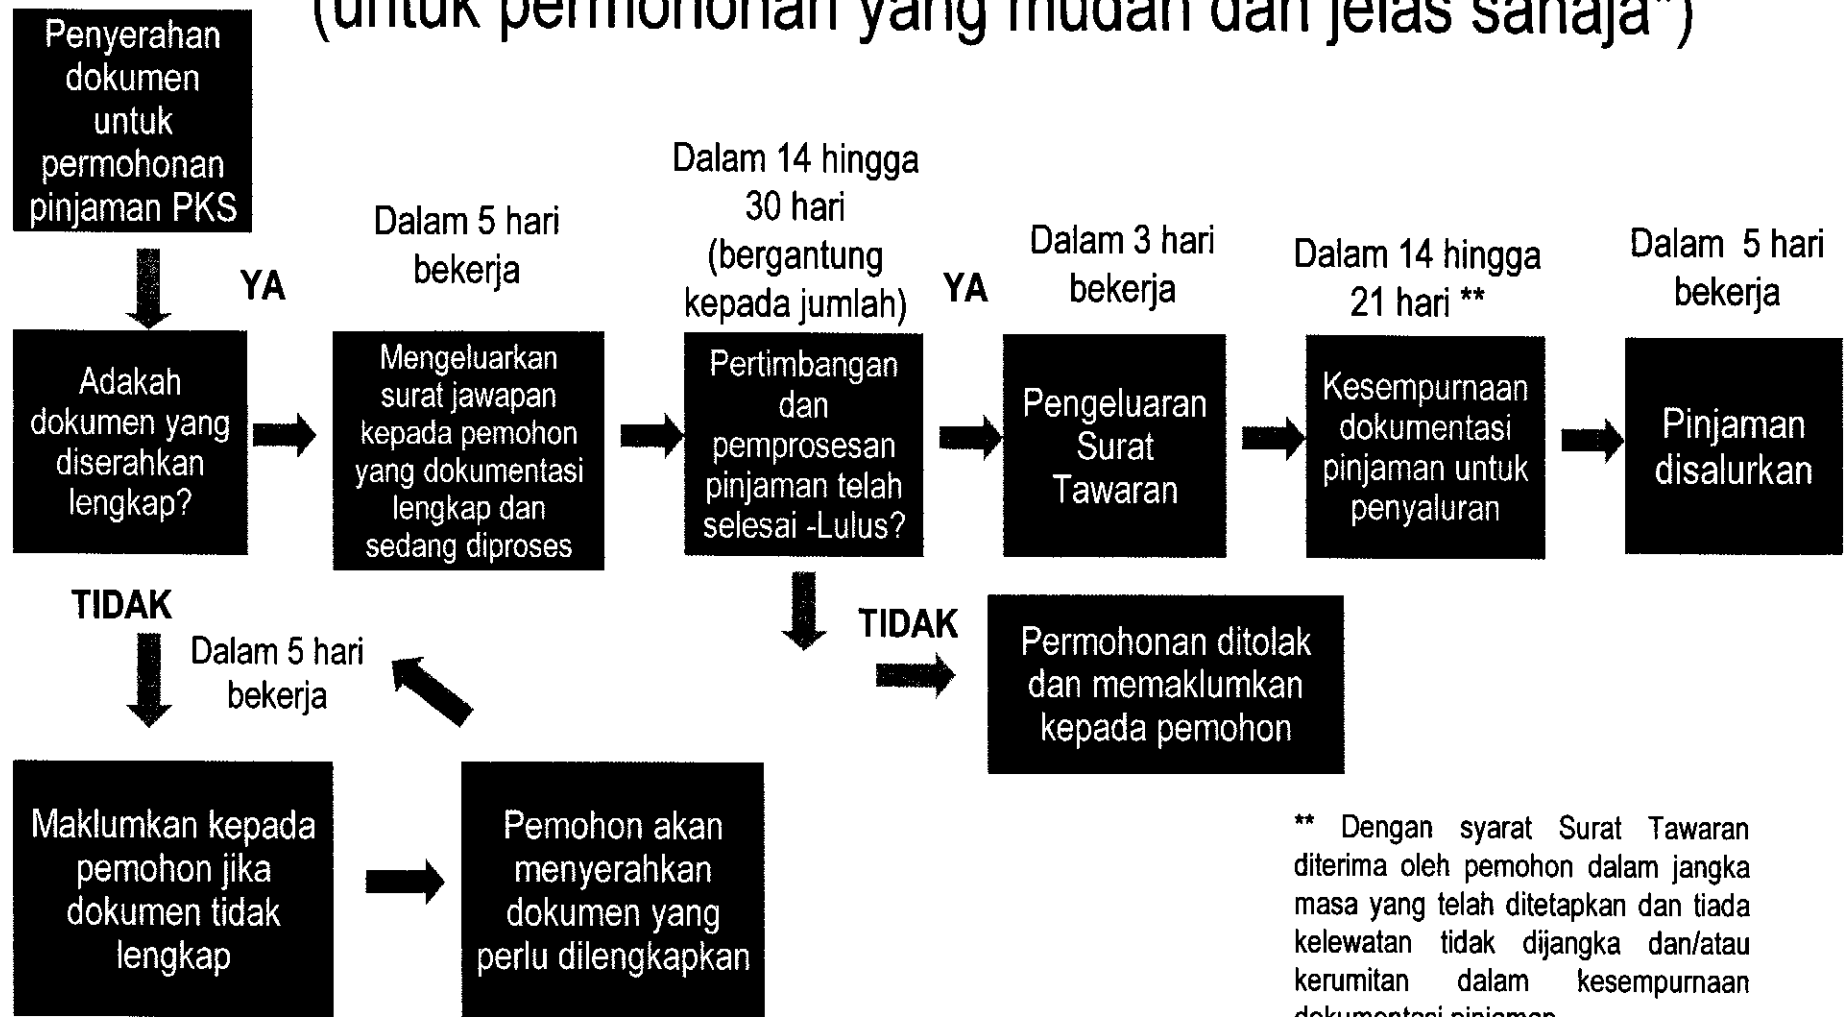 (untuk permohonan yang mudah dan jelas sahaja*)
Penyerahan
dokumen
untuk
permohonan
pinjaman PKS
YA
Dalam 5 hari
bekerja
Dalam 14 hingga
30 hari
(bergantung
kepada jumlah)
YA
Dalam 3 hari
bekerja
Dalam 14 hingga
21 hari **
Dalam 5 hari
bekerja
Adakah
dokumen yang
diserahkan
lengkap?
Mengeluarkan
surat jawapan
kepada pemohon
yang dokumentasi
lengkap dan
sedang diproses
Pertimbangan
dan
pemprosesan
pinjaman telah
selesai -Lulus?
Pengeluaran
Surat
Tawaran
Kesempurnaan
dokumentasi
pinjaman untuk
penyaluran
Pinjaman
disalurkan
TIDAK
Dalam 5 hari
bekerja
TIDAK
Permohonan ditolak
dan memaklumkan
kepada pemohon
Maklumkan kepada
pemohon jika
dokumen tidak
lengkap
Pemohon akan
menyerahkan
dokumen yang
perlu dilengkapkan
** Dengan syarat Surat Tawaran
diterima oleh pemohon dalam jangka
masa yang telah ditetapkan dan tiada
kelewatan tidak dijangka dan/atau
kerumitan dalam kesempurnaan
dokumentasi pinjaman